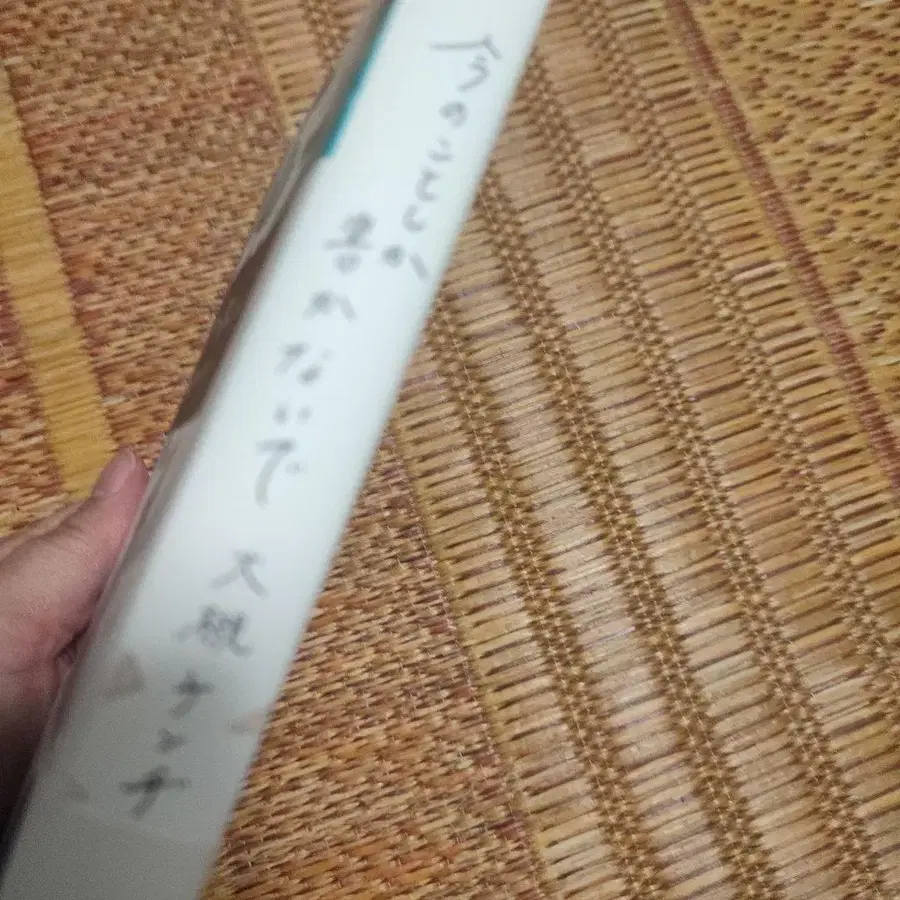 今のことしか
書かないで
大槻ケンヂ